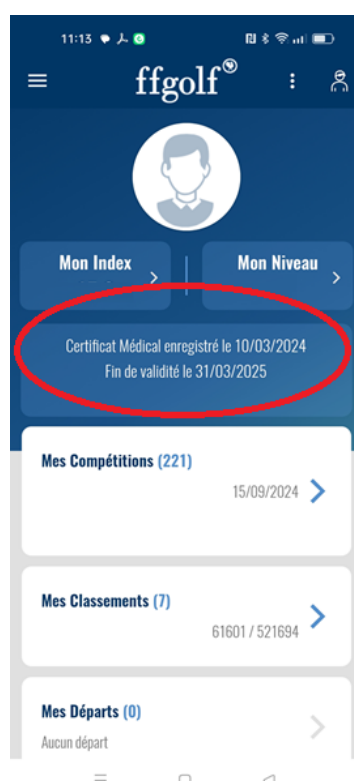 11:13
ffgolf®
Mon Index
Mon Niveau
Certificat Médical enregistré le 10/03/2024
Fin de validité le 31/03/2025
Mes Compétitions (221)
15/09/2024
Mes Classements (7)
61601 / 521694
Mes Départs (0)
Aucun départ